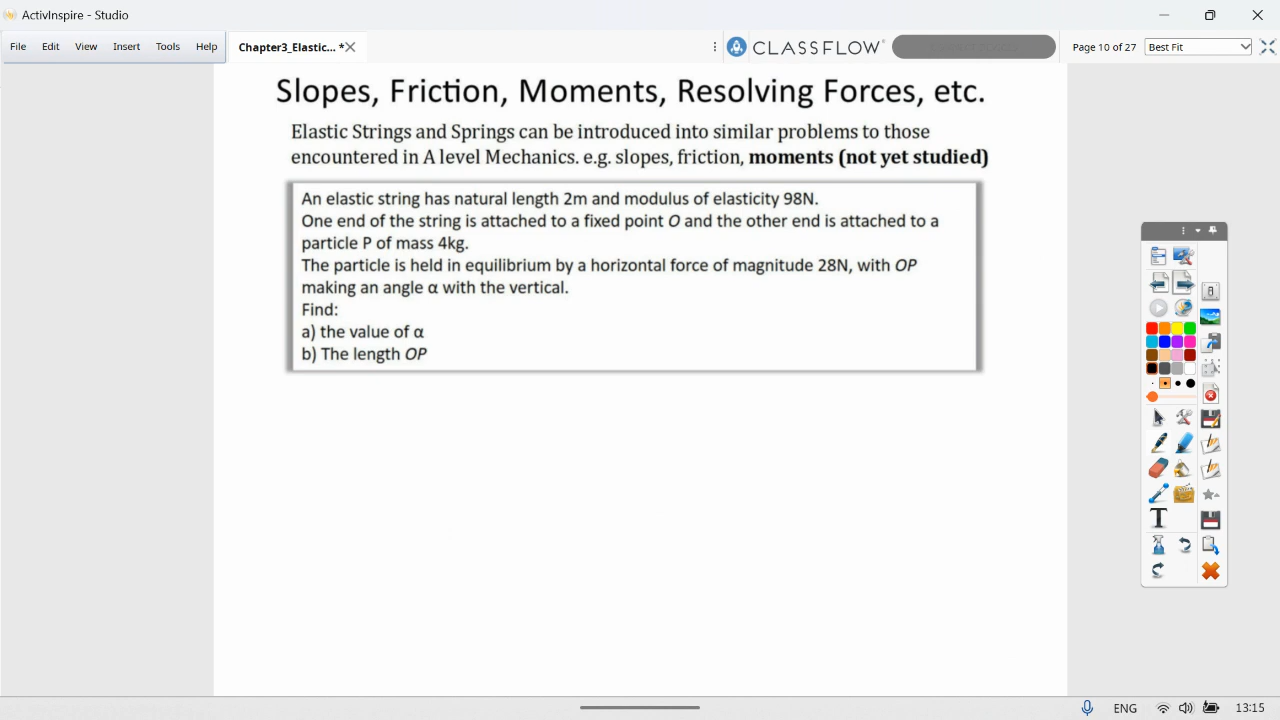 ActivInspire - Studio
File Edit View Insert Tools Help
Chapter3_Elastic... *
CLASSFLOW
Page 10 of 27
Best Fit
Slopes, Friction, Moments, Resolving Forces, etc.
Elastic Strings and Springs can be introduced into similar problems to those
encountered in A level Mechanics. e.g. slopes, friction, moments (not yet studied)
An elastic string has natural length 2m and modulus of elasticity 98N.
One end of the string is attached to a fixed point O and the other end is attached to a
particle P of mass 4kg.
The particle is held in equilibrium by a horizontal force of magnitude 28N, with OP
making an angle α with the vertical.
Find:
a) the value of α
b) The length OP
T
ENG
13:15